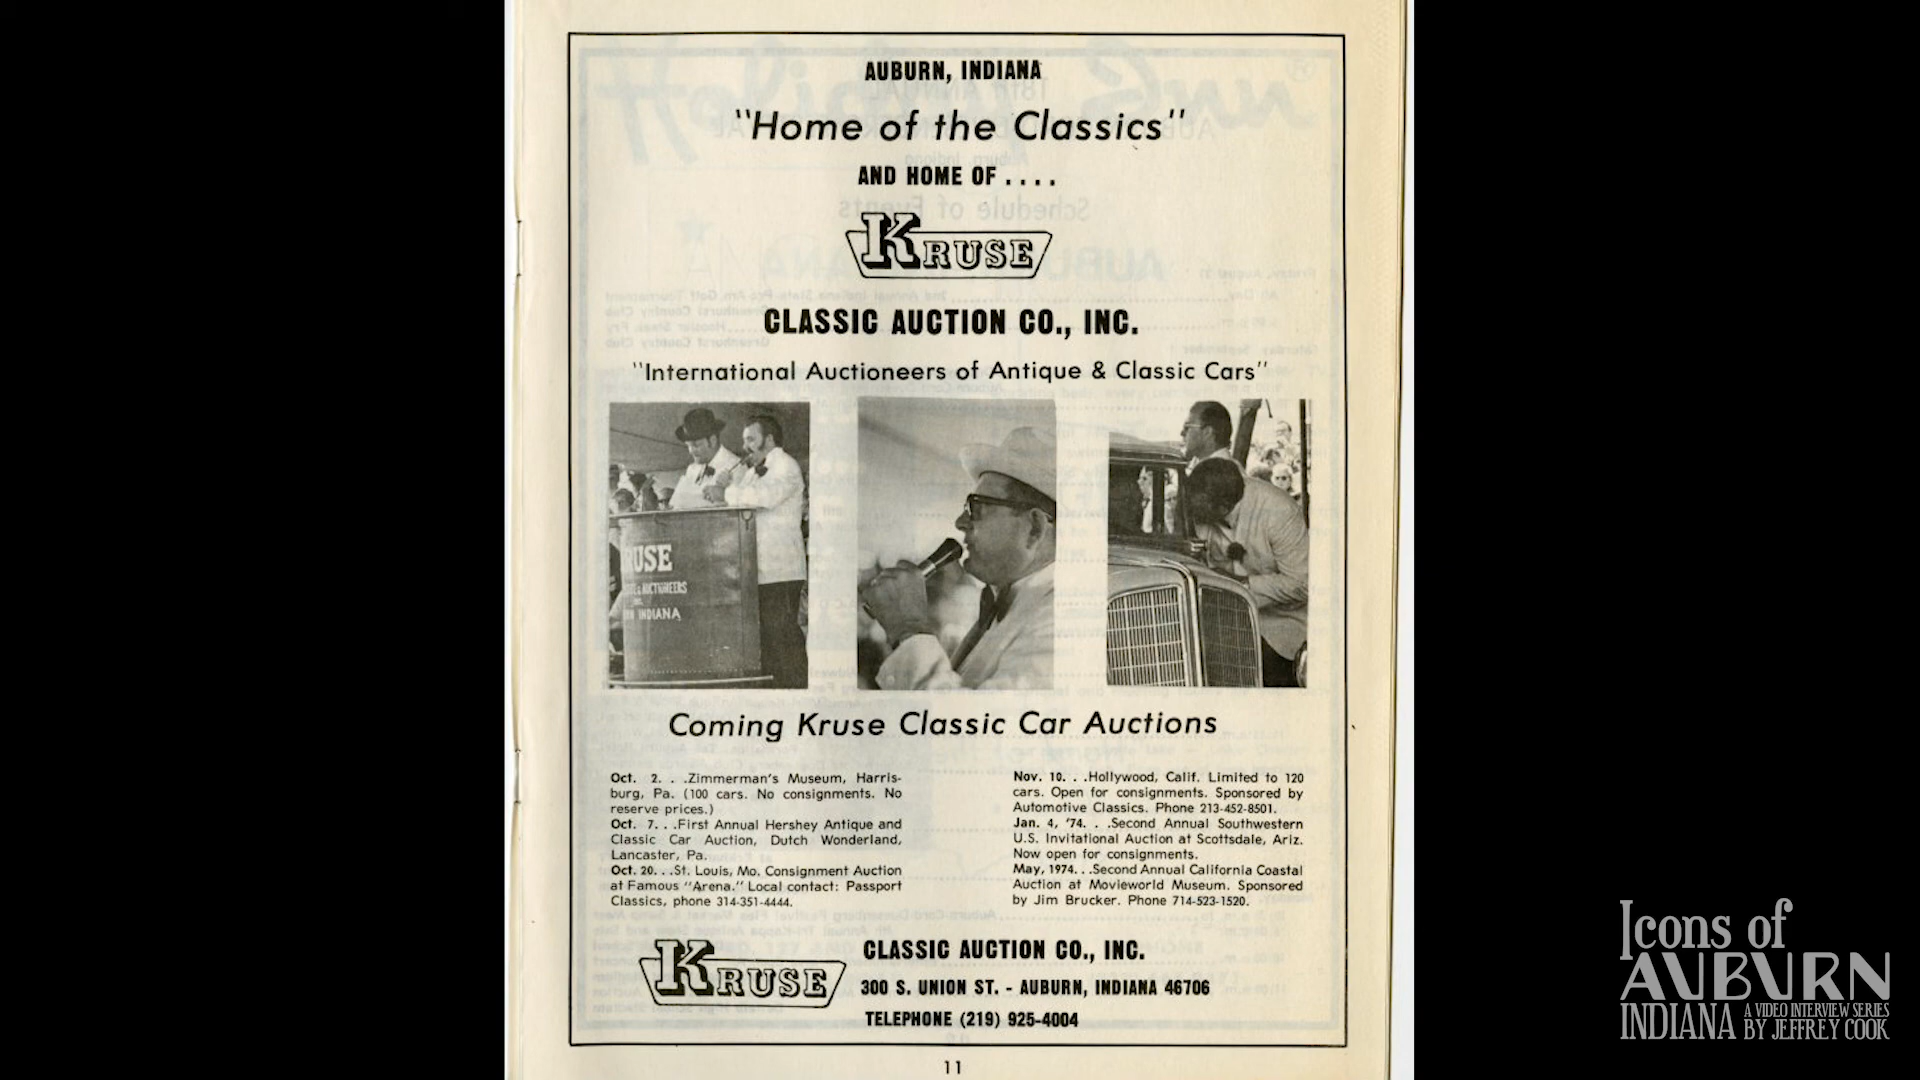 AUBURN, INDIANA
"Home of the Classics"
AND HOME OF . . . .
KRUSE
CLASSIC AUCTION CO., INC.
"International Auctioneers of Antique & Classic Cars"
RUSE
& AUCTIONEERS
INDIANA
Coming Kruse Classic Car Auctions
Oct. 2. . .Zimmerman's Museum, Harris-
burg, Pa. (100 cars. No consignments. No
reserve prices.)
Oct. 7. . .First Annual Hershey Antique and
Classic Car Auction, Dutch Wonderland,
Lancaster, Pa.
Oct. 20. . .St. Louis, Mo. Consignment Auction
at Famous "Arena." Local contact: Passport
Classics, phone 314-351-4444.
Nov. 10. . .Hollywood, Calif. Limited to 120
cars. Open for consignments. Sponsored by
Automotive Classics. Phone 213-452-8501.
Jan. 4, '74. . .Second Annual Southwestern
U.S. Invitational Auction at Scottsdale, Ariz.
Now open for consignments.
May, 1974. . .Second Annual California Coastal
Auction at Movieworld Museum. Sponsored
by Jim Brucker. Phone 714-523-1520.
KRUSE
CLASSIC AUCTION CO., INC.
300 S. UNION ST. - AUBURN, INDIANA 46706
TELEPHONE (219) 925-4004
11
Icons of
AUBURN
INDIANA
A VIDEO INTERVIEW SERIES
BY JEFFREY COOK